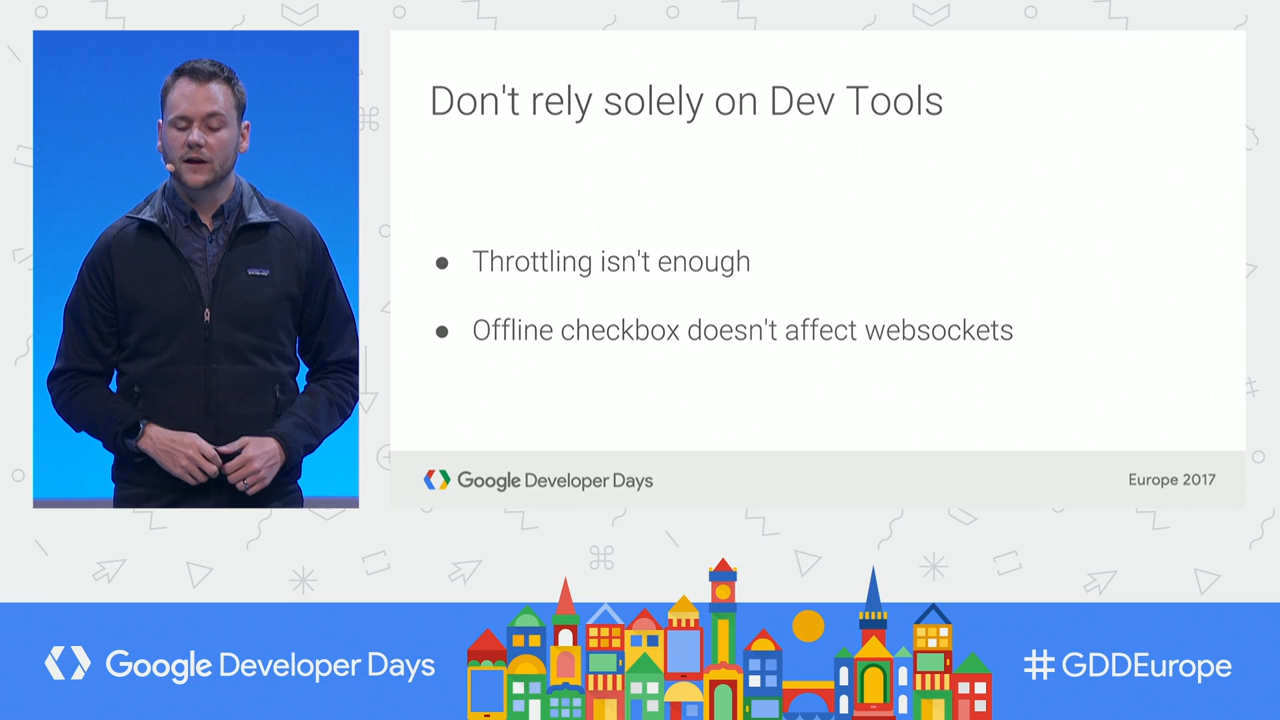 Don't rely solely on Dev Tools
● Throttling isn't enough
● Offline checkbox doesn't affect websockets
Google Developer Days
Europe 2017
Google Developer Days
#GDDEurope